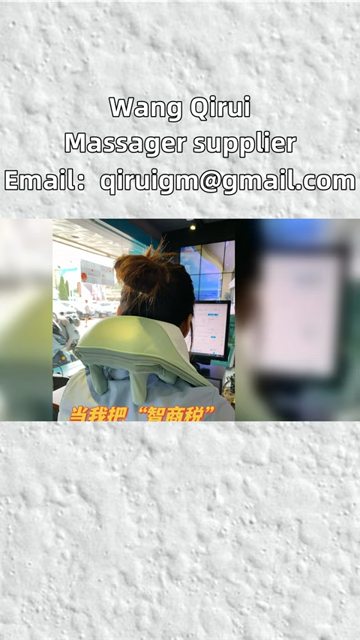 Wang Qirui
Massager supplier
Email：qiruigm@gmail.com
当我把“智商税”